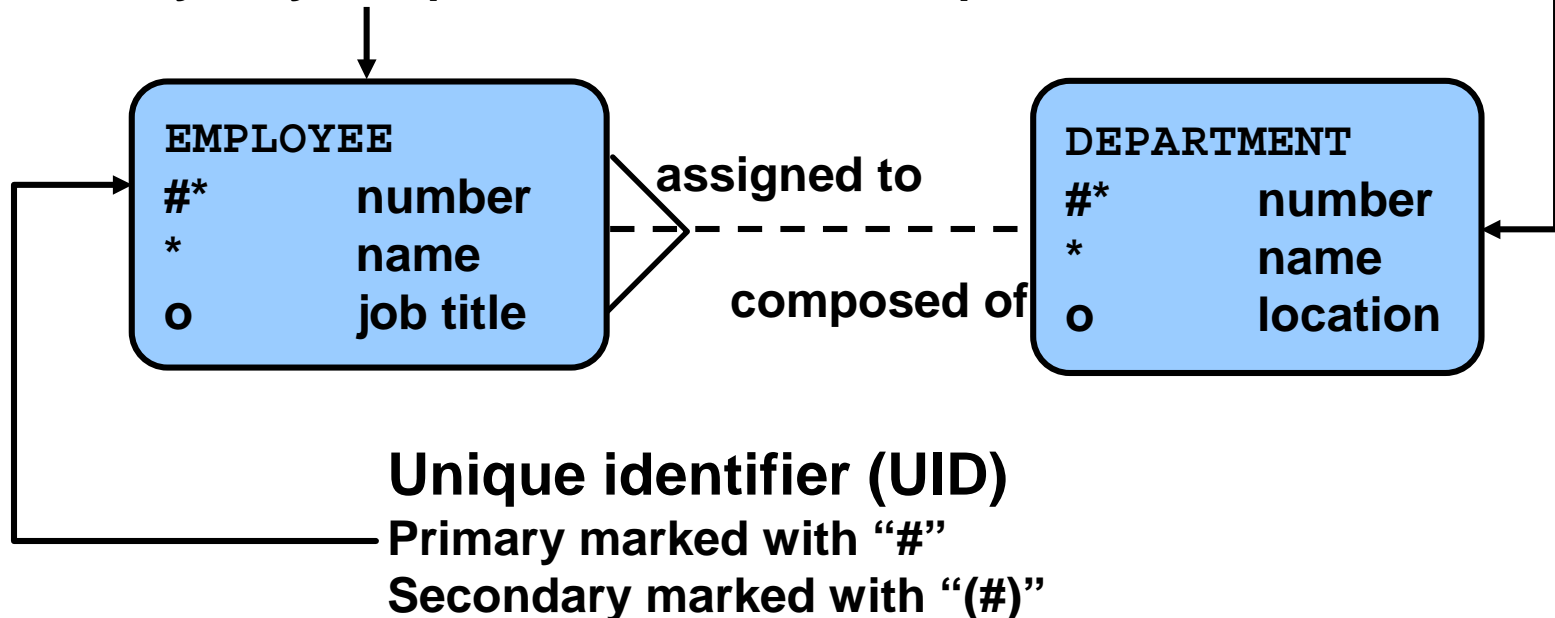 EMPLOYEE
#* number
* name
o job title
assigned to
composed of
DEPARTMENT
#* number
* name
o location
Unique identifier (UID)
Primary marked with “#”
Secondary marked with “(#)”